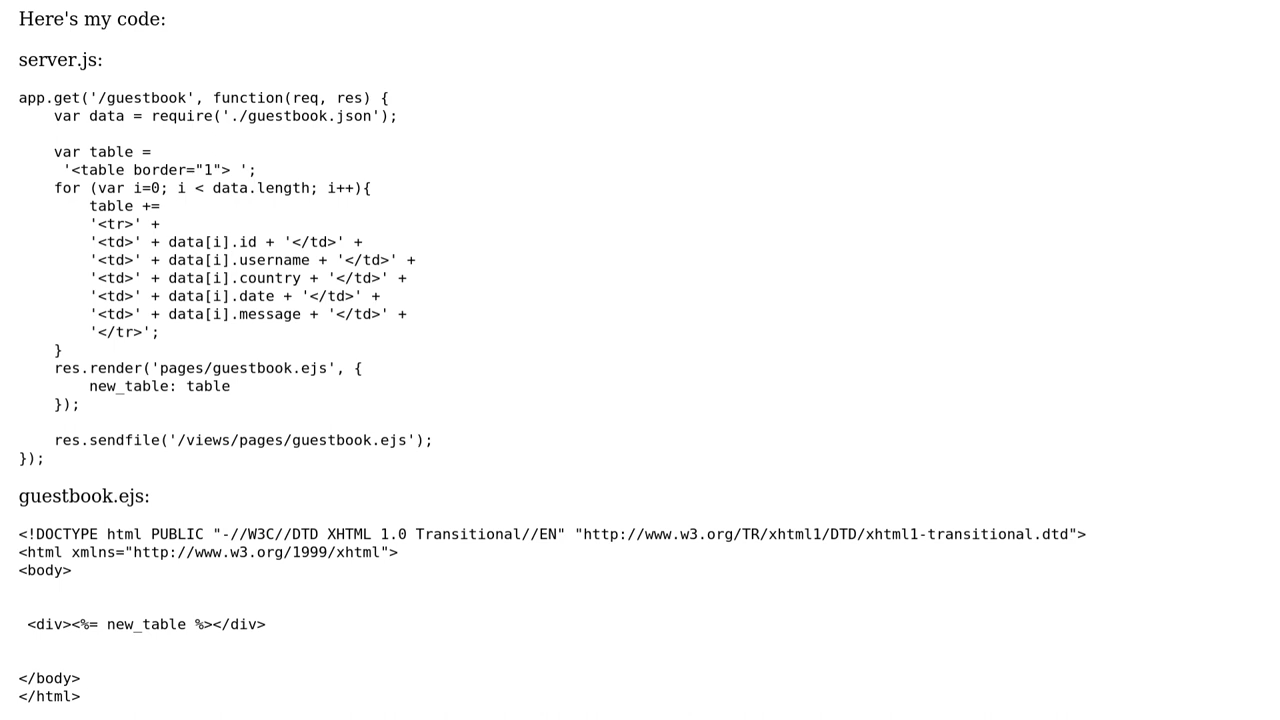 Here's my code:
server.js:
app.get('/guestbook', function(req, res) {
    var data = require('./guestbook.json');

    var table =
     '<table border="1"> ';
    for (var i=0; i < data.length; i++){
        table +=
        '<tr>' +
        '<td>' + data[i].id + '</td>' +
        '<td>' + data[i].username + '</td>' +
        '<td>' + data[i].country + '</td>' +
        '<td>' + data[i].date + '</td>' +
        '<td>' + data[i].message + '</td>' +
        '</tr>';
    }
    res.render('pages/guestbook.ejs', {
        new_table: table
    });

    res.sendfile('/views/pages/guestbook.ejs');
});
guestbook.ejs:
<!DOCTYPE html PUBLIC "-//W3C//DTD XHTML 1.0 Transitional//EN" "http://www.w3.org/TR/xhtml1/DTD/xhtml1-transitional.dtd">
<html xmlns="http://www.w3.org/1999/xhtml">
<body>


 <div><%= new_table %></div>


</body>
</html>